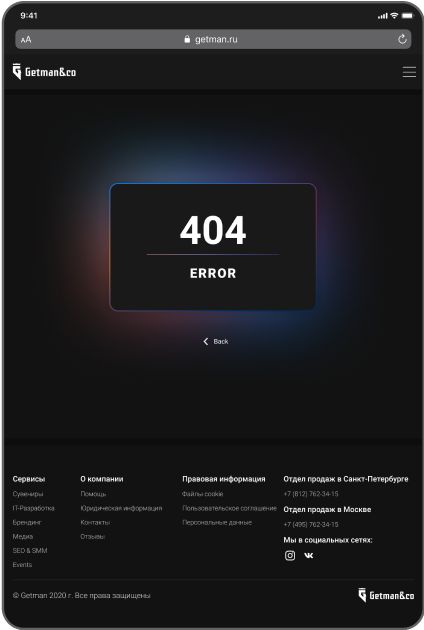 9:41
AA
getman.ru
Getman&co
404
ERROR
Back
Сервисы
Сувениры
IT-Разработка
Брендинг
Медиа
SEO & SMM
Events
О компании
Помощь
Юридическая информация
Контакты
Отзывы
Правовая информация
Файлы cookie
Пользовательское соглашение
Персональные данные
Отдел продаж в Санкт-Петербурге
+7 (812) 762-34-15
Отдел продаж в Москве
+7 (495) 762-34-15
Мы в социальных сетях:
© Getman 2020 г. Все права защищены
Getman&co